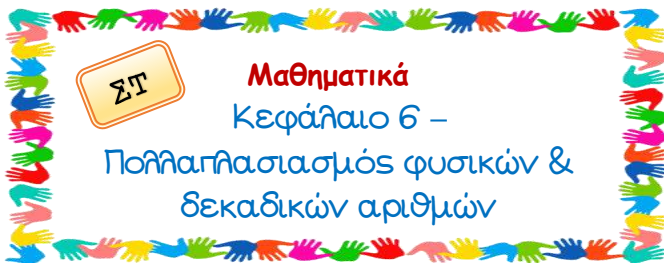 ΣΤ
Μαθηματικά
Κεφάλαιο 6 –
Πολλαπλασιασμός φυσικών &
δεκαδικών αριθμών